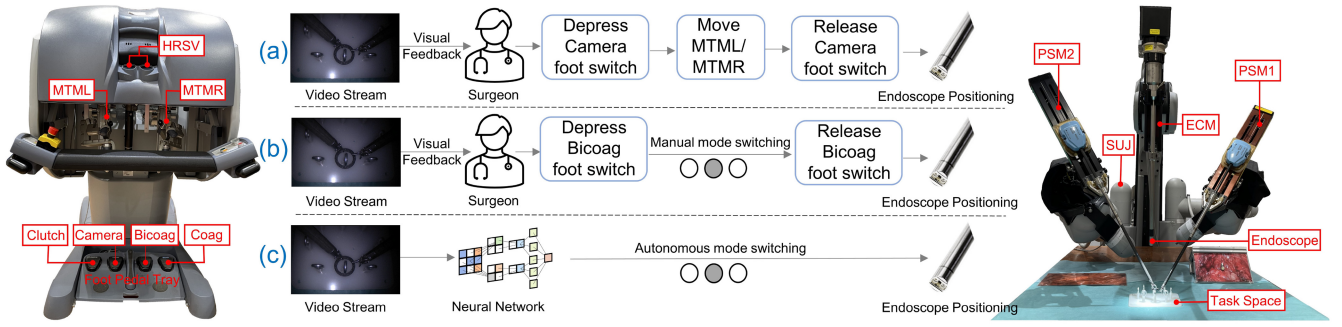 HRSV
MTML
MTMR
Clutch
Camera
Bicoag
Coag
Foot Pedal Tray
(a)
Video Stream
Visual
Feedback
Surgeon
Depress
Camera
foot switch
Move
MTML/
MTMR
Release
Camera
foot switch
Endoscope Positioning
(b)
Video Stream
Visual
Feedback
Surgeon
Depress
Bicoag
foot switch
Manual mode switching
Release
Bicoag
foot switch
Endoscope Positioning
(c)
Video Stream
Neural Network
Autonomous mode switching
Endoscope Positioning
PSM2
PSM1
ECM
SUJ
Endoscope
Task Space